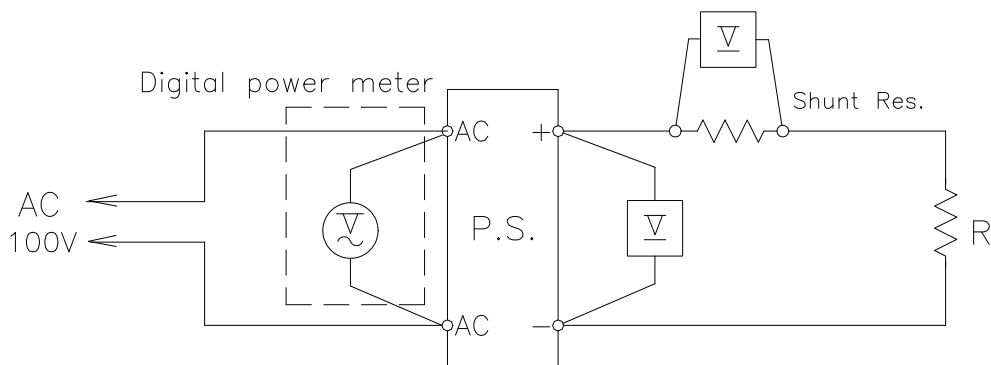 Digital power meter
AC
100V
AC
AC
P.S.
+
−
V
V
V
Shunt Res.
R